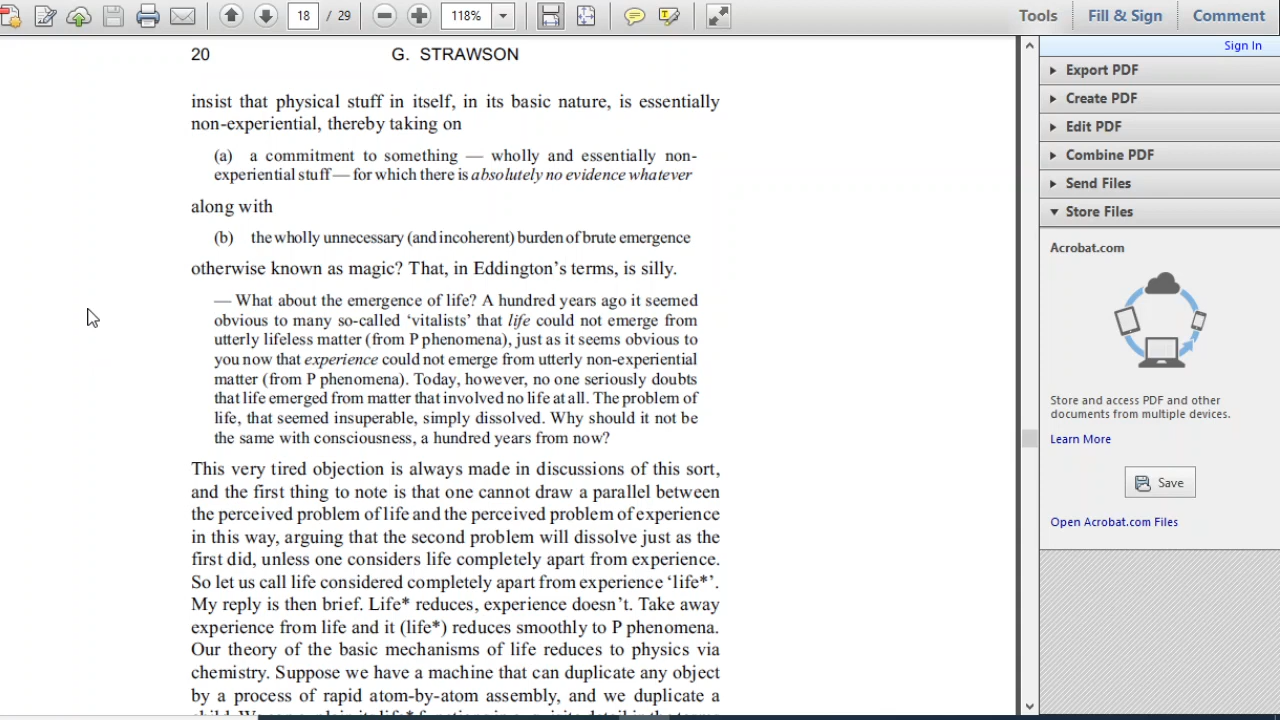 18 / 29
118%
Tools
Fill & Sign
Comment
Sign In
Export PDF
Create PDF
Edit PDF
Combine PDF
Send Files
Store Files
Acrobat.com
Store and access PDF and other
documents from multiple devices.
Learn More
Save
Open Acrobat.com Files
20 G. STRAWSON
insist that physical stuff in itself, in its basic nature, is essentially
non-experiential, thereby taking on
(a) a commitment to something — wholly and essentially non-
experiential stuff — for which there is absolutely no evidence whatever
along with
(b) the wholly unnecessary (and incoherent) burden of brute emergence
otherwise known as magic? That, in Eddington's terms, is silly.
— What about the emergence of life? A hundred years ago it seemed
obvious to many so-called 'vitalists' that life could not emerge from
utterly lifeless matter (from P phenomena), just as it seems obvious to
you now that experience could not emerge from utterly non-experiential
matter (from P phenomena). Today, however, no one seriously doubts
that life emerged from matter that involved no life at all. The problem of
life, that seemed insuperable, simply dissolved. Why should it not be
the same with consciousness, a hundred years from now?
This very tired objection is always made in discussions of this sort,
and the first thing to note is that one cannot draw a parallel between
the perceived problem of life and the perceived problem of experience
in this way, arguing that the second problem will dissolve just as the
first did, unless one considers life completely apart from experience.
So let us call life considered completely apart from experience 'life*'.
My reply is then brief. Life* reduces, experience doesn't. Take away
experience from life and it (life*) reduces smoothly to P phenomena.
Our theory of the basic mechanisms of life reduces to physics via
chemistry. Suppose we have a machine that can duplicate any object
by a process of rapid atom-by-atom assembly, and we duplicate a